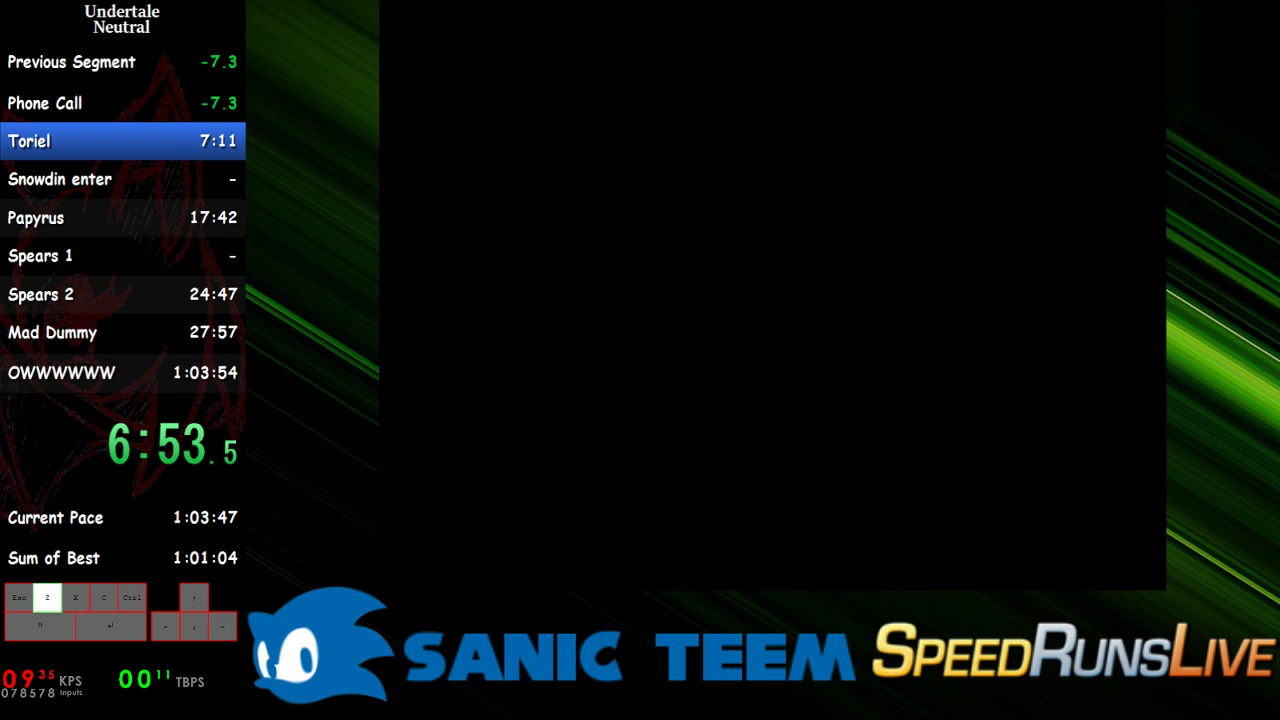 Undertale
Neutral
Previous Segment -7.3
Phone Call -7.3
Toriel 7:11
Snowdin enter -
Papyrus 17:42
Spears 1 -
Spears 2 24:47
Mad Dummy 27:57
OWWWWWW 1:03:54
6:53.5
Current Pace 1:03:47
Sum of Best 1:01:04
Esc Z X C Ctrl ↑
↵ ← ↓ →
09 35 KPS 00 11 TBPS
078578 Inputs
SANIC TEEM SPEEDRUNSLIVE